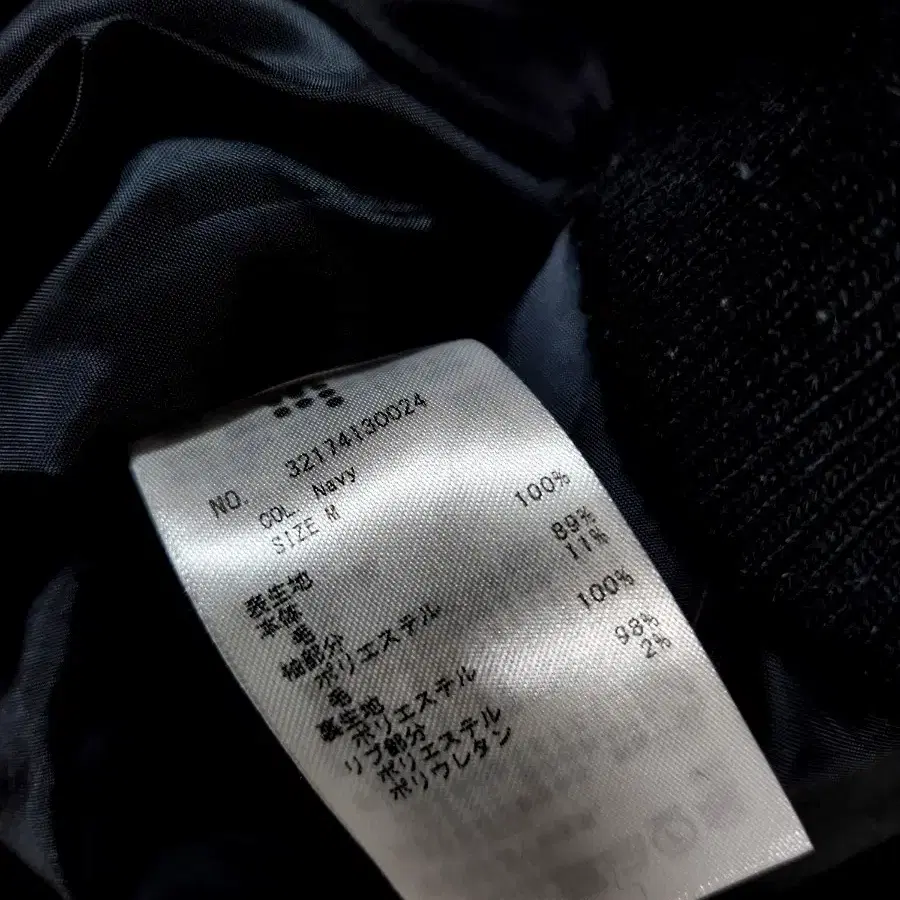 NO. 32174130024
COL Navy
SIZE M
表生地
本体
毛 100%
袖部分
ポリエステル 89%
毛 11%
裏生地
ポリエステル 100%
リブ部分
ポリエステル 98%
ポリウレタン 2%